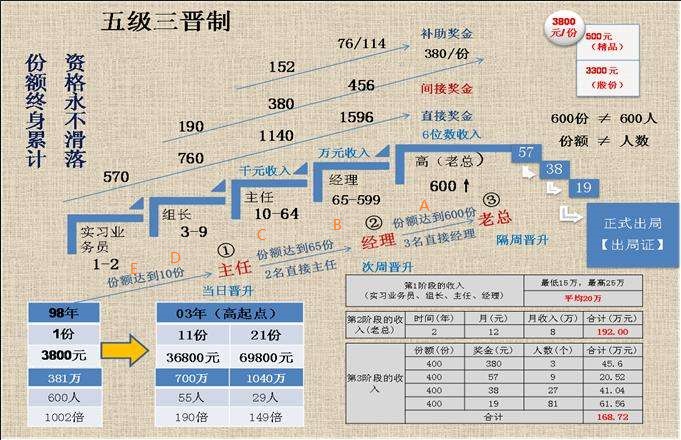 五级三晋制
3800
元/份
500元
（精品）
3300元
（股份）
份额终身累计
资格永不滑落
补助奖金
76/114
152
380/份
456
间接奖金
380
190
1596
直接奖金
1140
760
570
600份 ≠ 600人
份额 ≠ 人数
6位数收入
万元收入
千元收入
57
38
19
高（老总）
600↑
经理
65-599
主任
10-64
组长
3-9
实习业务员
1-2
A
B
C
D
E
正式出局
【出局证】
①
②
③
份额达到10份
主任
当日晋升
份额达到65份
2名直接主任
经理
次周晋升
份额达到600份
3名直接经理
老总
隔周晋升
98年
1份
3800元
381万
600人
1002倍
03年（高起点）
11份 21份
36800元 69800元
700万 1040万
55人 29人
190倍 149倍
第1阶段的收入
（实习业务员、组长、主任、经理）
最低15万，最高25万
平均20万
第2阶段的收入（老总）
时间(年) 月(元) 月收入(万) 合计(万元)
2 12 8 192.00
第3阶段的收入
份额(份) 奖金(元) 人数(个) 合计(万元)
400 380 3 45.6
400 57 9 20.52
400 38 27 41.04
400 19 81 61.56
合计 168.72